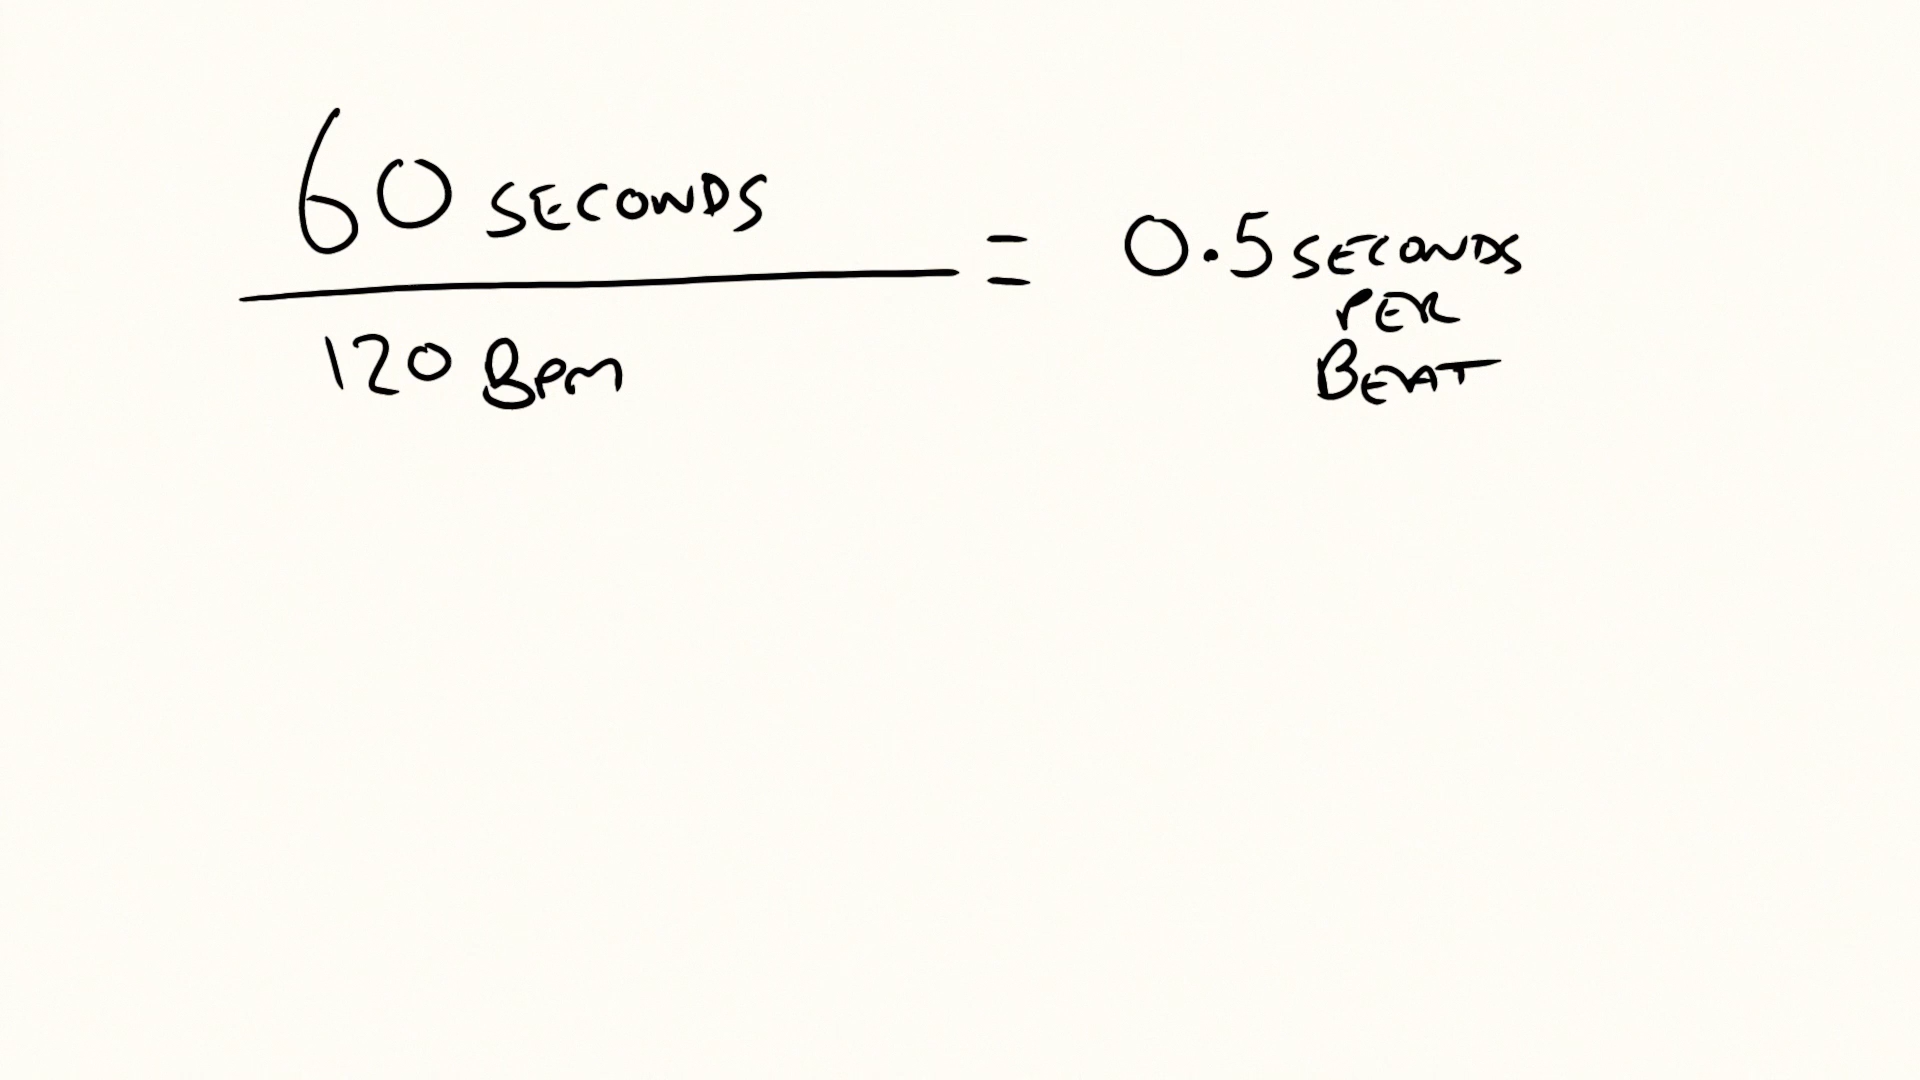 60 SECONDS
120 Bpm
=
0.5 SECONDS
PER
BEAT